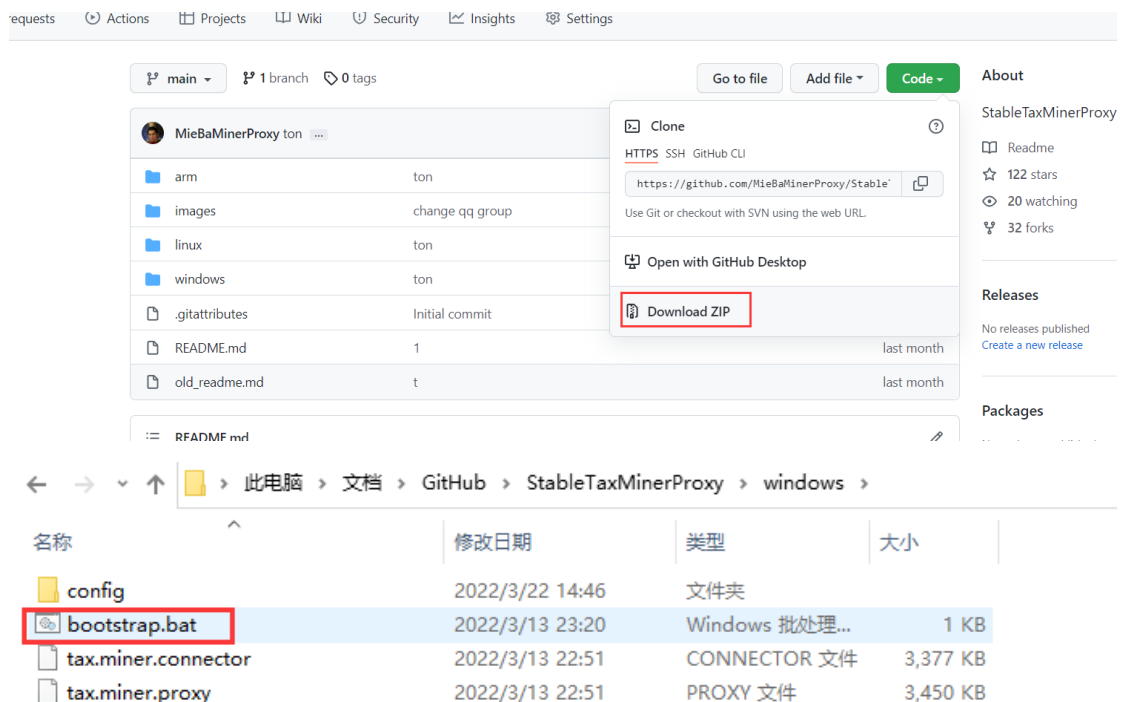 requests Actions Projects Wiki Security Insights Settings
main 1 branch 0 tags Go to file Add file Code
MieBaMinerProxy ton ...
arm ton
images change qq group
linux ton
windows ton
.gitattributes Initial commit
README.md 1 last month
old_readme.md t last month
README.md
Clone
HTTPS SSH GitHub CLI
https://github.com/MieBaMinerProxy/Stable
Use Git or checkout with SVN using the web URL.
Open with GitHub Desktop
Download ZIP
About
StableTaxMinerProxy
Readme
122 stars
20 watching
32 forks
Releases
No releases published
Create a new release
Packages
此电脑 › 文档 › GitHub › StableTaxMinerProxy › windows ›
名称 修改日期 类型 大小
config 2022/3/22 14:46 文件夹
bootstrap.bat 2022/3/13 23:20 Windows 批处理... 1 KB
tax.miner.connector 2022/3/13 22:51 CONNECTOR 文件 3,377 KB
tax.miner.proxy 2022/3/13 22:51 PROXY 文件 3,450 KB